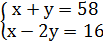 x + y = 58
x − 2y = 16